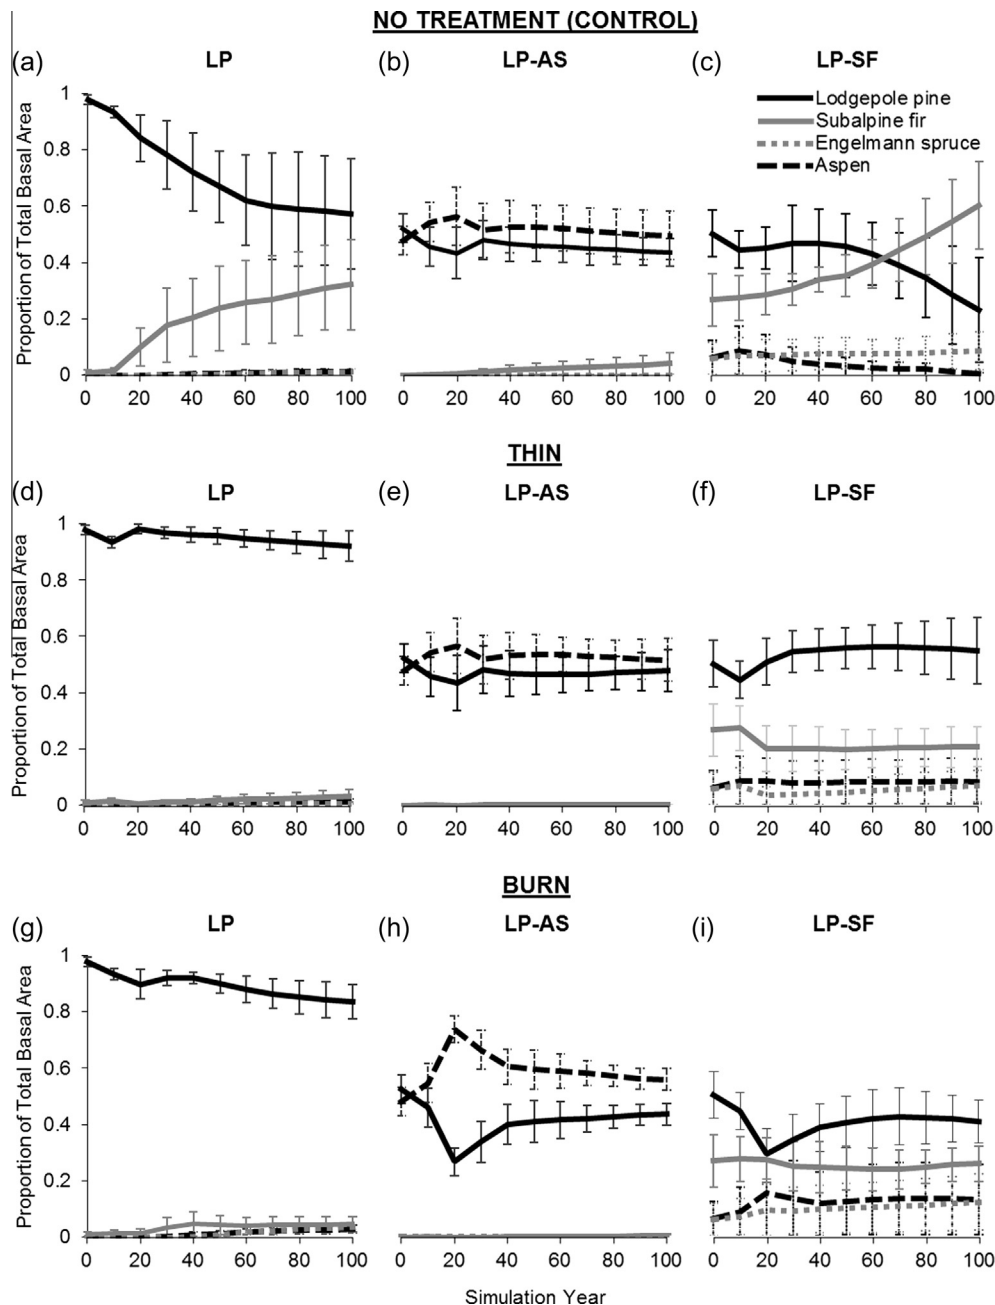 NO TREATMENT (CONTROL)
(a) LP (b) LP-AS (c) LP-SF
Lodgepole pine
Subalpine fir
Engelmann spruce
Aspen
Proportion of Total Basal Area
1
0.8
0.6
0.4
0.2
0
0 20 40 60 80 100 0 20 40 60 80 100 0 20 40 60 80 100
THIN
(d) LP (e) LP-AS (f) LP-SF
Proportion of Total Basal Area
1
0.8
0.6
0.4
0.2
0
0 20 40 60 80 100 0 20 40 60 80 100 0 20 40 60 80 100
BURN
(g) LP (h) LP-AS (i) LP-SF
Proportion of Total Basal Area
1
0.8
0.6
0.4
0.2
0
0 20 40 60 80 100 0 20 40 60 80 100 0 20 40 60 80 100
Simulation Year